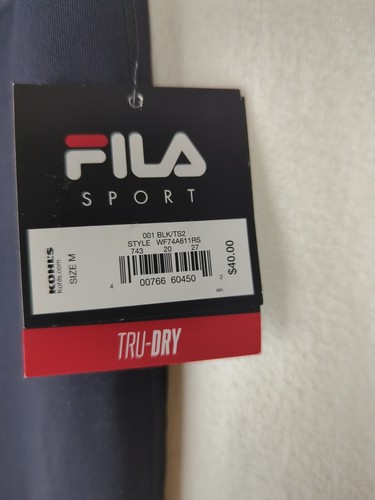 FILA
SPORT
001 BLK/TS2
STYLE WF74A611RS
743 20 27
KOHL'S
Kohls.com
SIZE M
4 00766 60450 2
$40.00
TRU-DRY